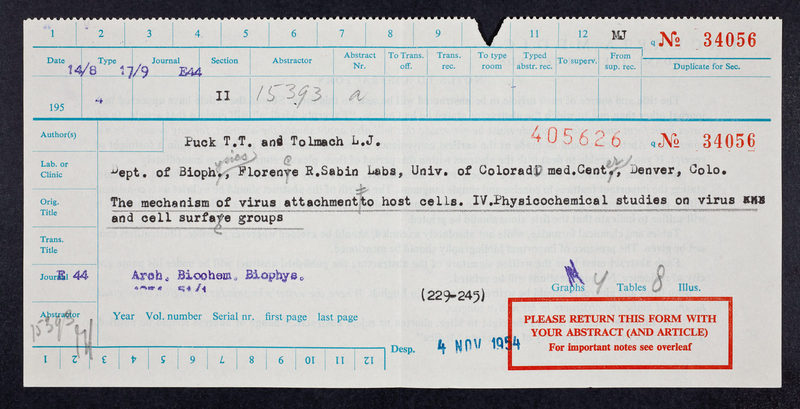 1 2 3 4 5 6 7 8 9 11 12 MJ Q No 34056
Date Type Journal Section Abstractor Abstract Nr. To Trans. off. Trans. rec. To type room Typed abstr. rec. To superv. From sup. rec. Duplicate for Sec.
14/8 17/9 E44
195 4 II 15393 a
Author(s) Puck T.T. and Tolmach L.J. 405626 Q No 34056
Lab. or Clinic Dept. of Bioph., Florence R.Sabin Labs, Univ. of Colorad med.Center, Denver, Colo.
Orig. Title The mechanism of virus attachment to host cells. IV.Physicochemical studies on virus
and cell surface groups
Trans. Title
Journal E 44 Arch. Biochem. Biophys.
1954 51/1 (229-245) Graphs 4 Tables 8 Illus.
Abstractor Year Vol. number Serial nr. first page last page
15393
PLEASE RETURN THIS FORM WITH
YOUR ABSTRACT (AND ARTICLE)
For important notes see overleaf
Desp. 4 NOV 1954
1 2 3 4 5 6 7 8 9 10 11 12